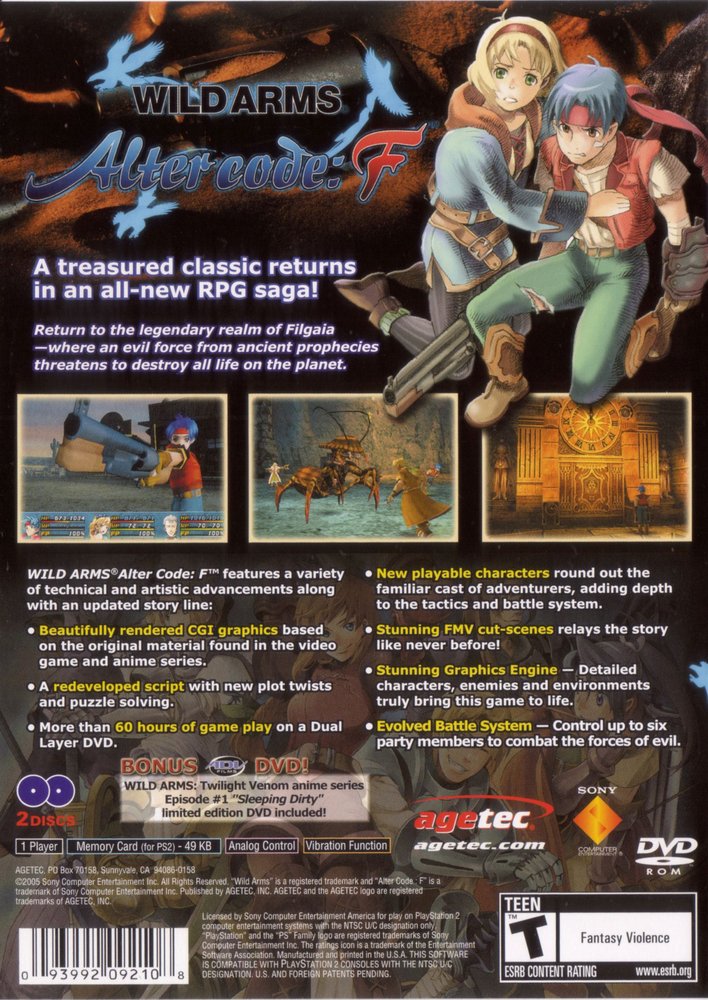 WILD ARMS
Alter code: F™
A treasured classic returns
in an all-new RPG saga!
Return to the legendary realm of Filgaia
—where an evil force from ancient prophecies
threatens to destroy all life on the planet.
WILD ARMS®Alter Code: F™ features a variety
of technical and artistic advancements along
with an updated story line:
• Beautifully rendered CGI graphics based
on the original material found in the video
game and anime series.
• A redeveloped script with new plot twists
and puzzle solving.
• More than 60 hours of game play on a Dual
Layer DVD.
• New playable characters round out the
familiar cast of adventurers, adding depth
to the tactics and battle system.
• Stunning FMV cut-scenes relays the story
like never before!
• Stunning Graphics Engine — Detailed
characters, enemies and environments
truly bring this game to life.
• Evolved Battle System — Control up to six
party members to combat the forces of evil.
BONUS ADV FILMS DVD!
WILD ARMS: Twilight Venom anime series
Episode #1 "Sleeping Dirty"
limited edition DVD included!
2 DISCS
agetec®
agetec.com
SONY
COMPUTER
ENTERTAINMENT®
DVD
ROM
1 Player
Memory Card (for PS2) - 49 KB
Analog Control
Vibration Function
AGETEC. PO Box 70158, Sunnyvale, CA 94086-0158
©2005 Sony Computer Entertainment Inc. All Rights Reserved. "Wild Arms" is a registered trademark and "Alter Code : F" is a
trademark of Sony Computer Entertainment Inc. Published by AGETEC, INC. AGETEC and the AGETEC logo are registered
trademarks of AGETEC, INC.
Licensed by Sony Computer Entertainment America for play on PlayStation 2
computer entertainment systems with the NTSC U/C designation only.
"PlayStation" and the "PS" Family logo are registered trademarks of Sony
Computer Entertainment Inc. The ratings icon is a trademark of the Entertainment
Software Association. Manufactured and printed in the U.S.A. THIS SOFTWARE
IS COMPATIBLE WITH PLAYSTATION 2 CONSOLES WITH THE NTSC U/C
DESIGNATION. U.S. AND FOREIGN PATENTS PENDING.
0 93992 09210 8
TEEN
T
Fantasy Violence
ESRB CONTENT RATING
www.esrb.org